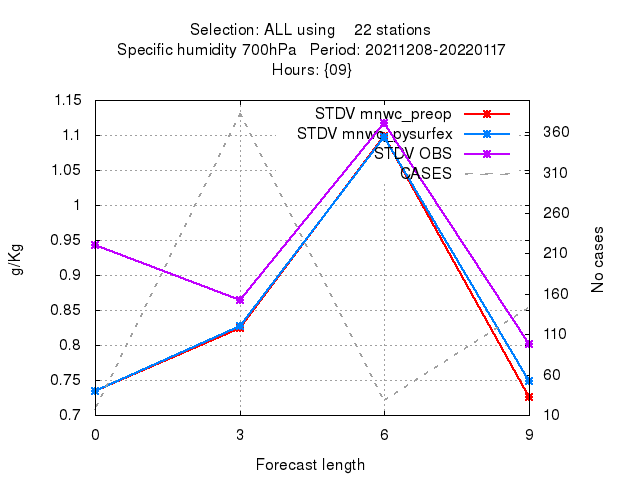 Selection: ALL using    22 stations
Specific humidity 700hPa   Period: 20211208-20220117
Hours: {09}
STDV mnwc_preop
STDV mnwc_pysurfex
STDV OBS
CASES
1.15
1.1
1.05
1
0.95
0.9
0.85
0.8
0.75
0.7
g/Kg
360
310
260
210
160
110
60
10
No cases
0 3 6 9
Forecast length